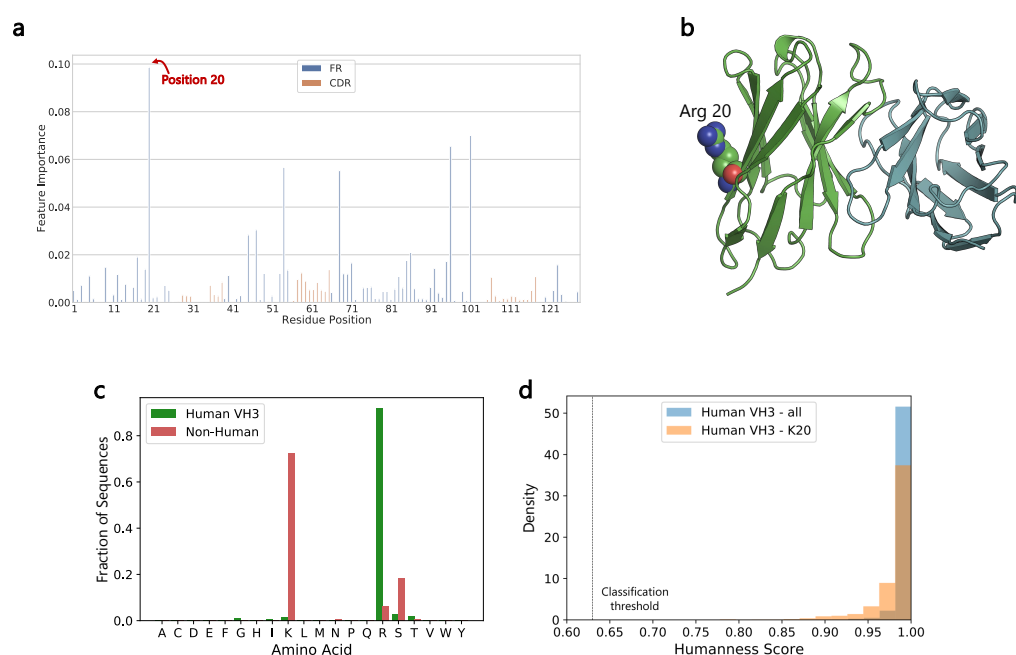 a
Position 20
FR
CDR
0.10
0.08
0.06
0.04
0.02
0.00
Feature Importance
1 11 21 31 41 51 61 71 81 91 101 111 121
Residue Position
b
Arg 20
c
Human VH3
Non-Human
0.8
0.6
0.4
0.2
0.0
Fraction of Sequences
A C D E F G H I K L M N P Q R S T V W Y
Amino Acid
d
Human VH3 - all
Human VH3 - K20
50
40
30
20
10
0
Density
Classification
threshold
0.60 0.65 0.70 0.75 0.80 0.85 0.90 0.95 1.00
Humanness Score